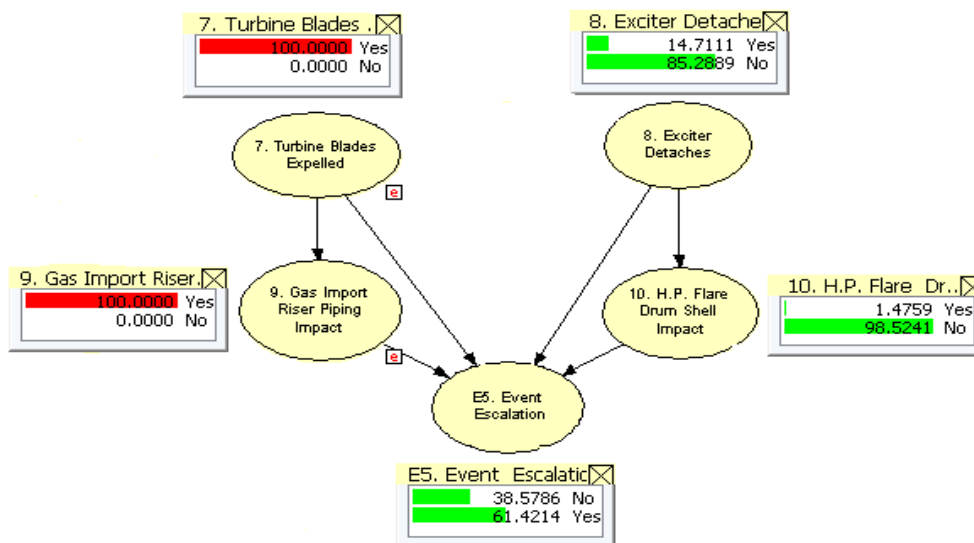 7. Turbine Blades .
100.0000 Yes
0.0000 No
8. Exciter Detache
14.7111 Yes
85.2889 No
7. Turbine Blades
Expelled
e
8. Exciter
Detaches
9. Gas Import Riser.
100.0000 Yes
0.0000 No
9. Gas Import
Riser Piping
Impact
e
10. H.P. Flare
Drum Shell
Impact
10. H.P. Flare Dr..
1.4759 Yes
98.5241 No
E5. Event
Escalation
E5. Event Escalatic
38.5786 No
61.4214 Yes